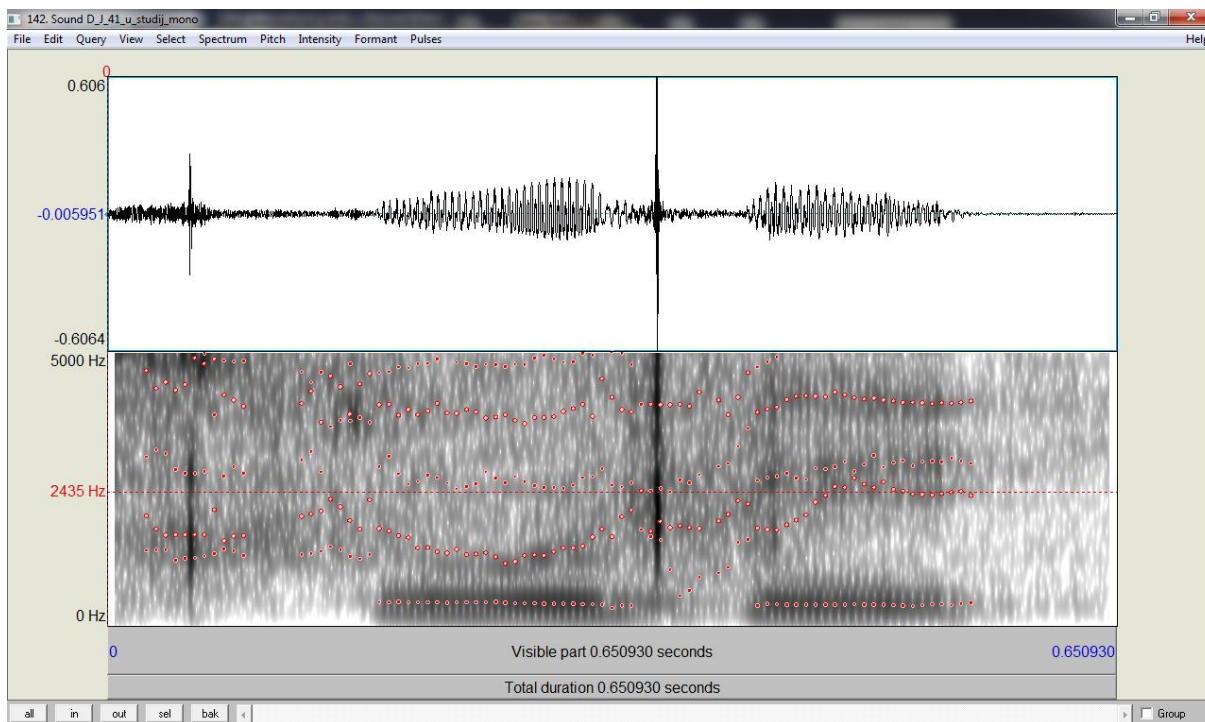 142. Sound D_J_41_u_studij_mono
File Edit Query View Select Spectrum Pitch Intensity Formant Pulses Help
0
0.606
-0.005951
-0.6064
5000 Hz
2435 Hz
0 Hz
0 Visible part 0.650930 seconds 0.650930
Total duration 0.650930 seconds
all in out sel bak Group